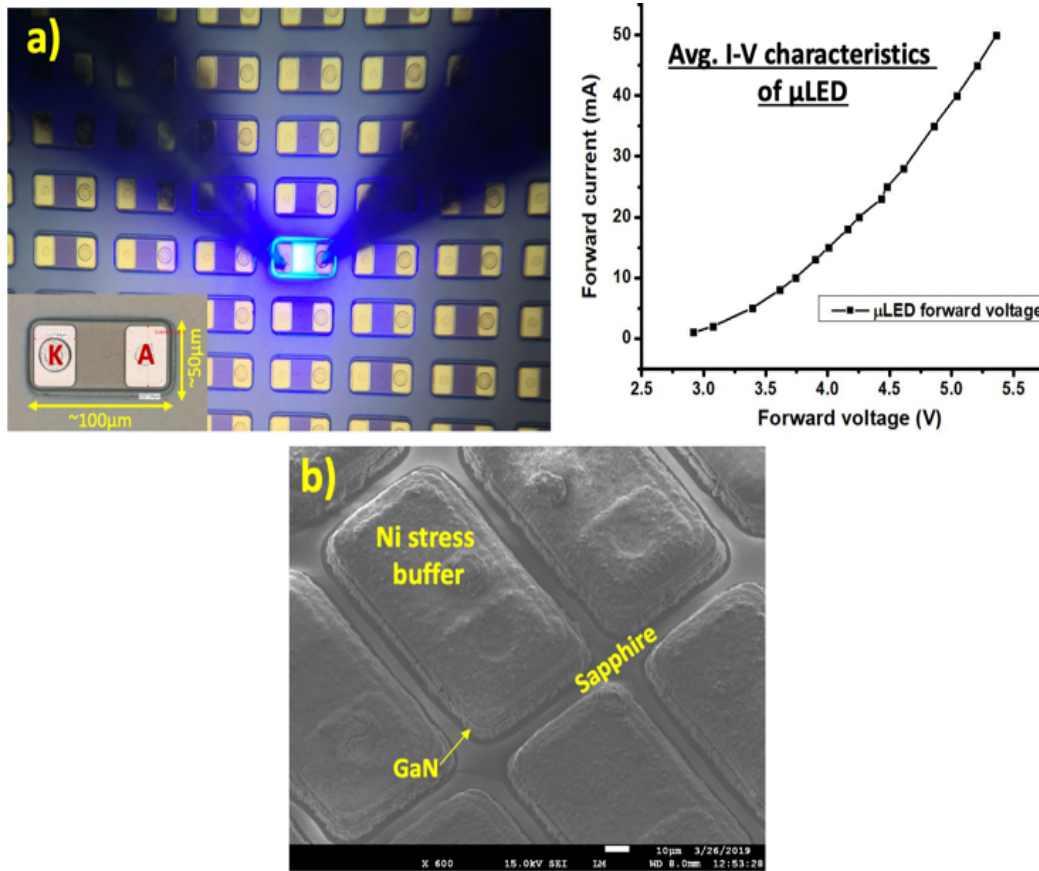 a)
K
A
~50µm
~100µm
Avg. I-V characteristics
of µLED
Forward current (mA)
50
40
30
20
10
0
µLED forward voltage
2.5 3.0 3.5 4.0 4.5 5.0 5.5
Forward voltage (V)
b)
Ni stress
buffer
Sapphire
GaN
10µm 3/26/2019
X 600 15.0kV SEI LM WD 8.0mm 12:53:28